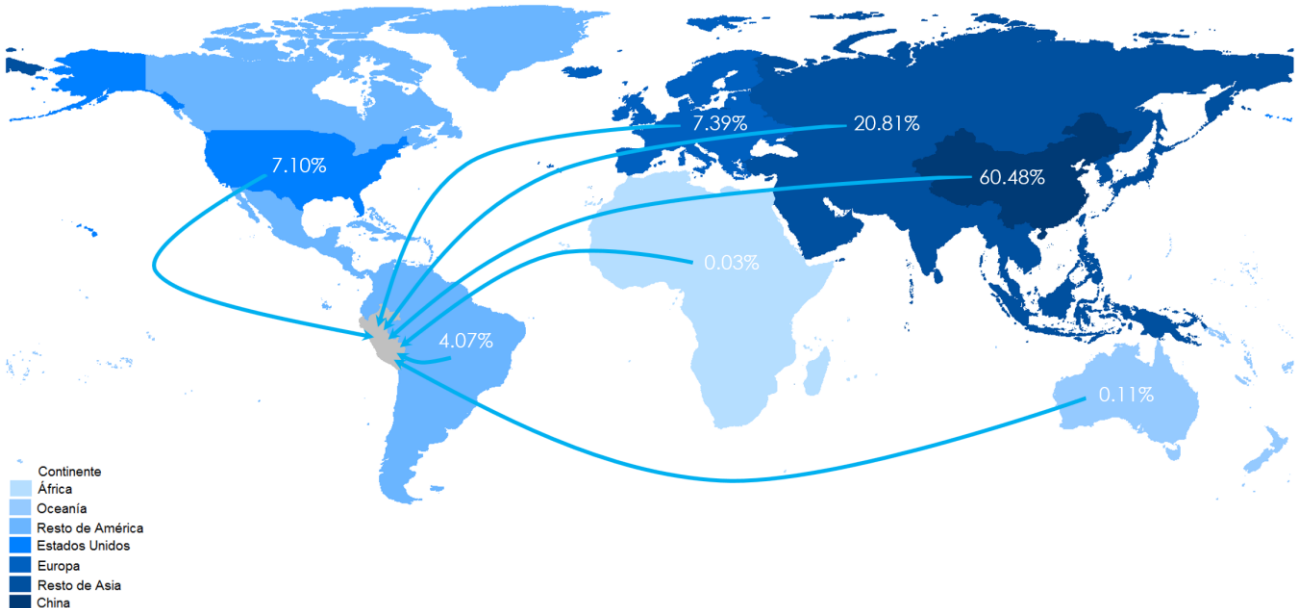 7.39%
20.81%
7.10%
60.48%
0.03%
4.07%
0.11%
Continente
África
Oceanía
Resto de América
Estados Unidos
Europa
Resto de Asia
China